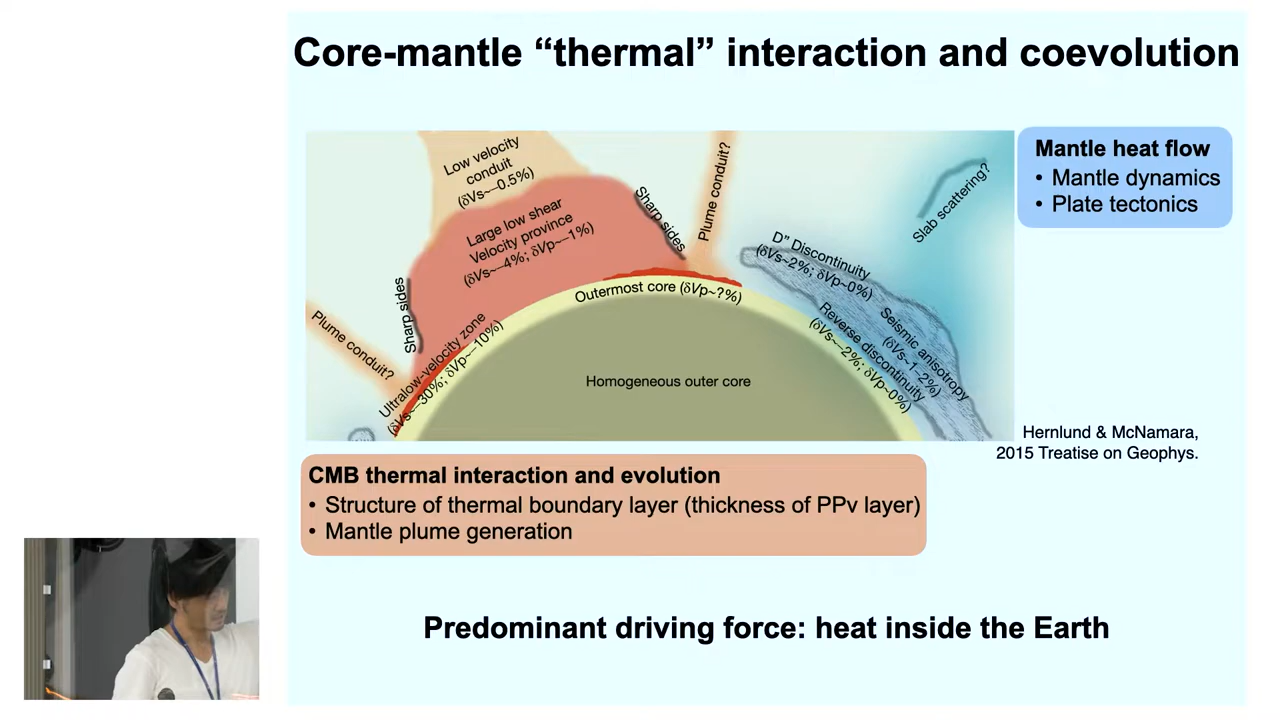 Core-mantle “thermal” interaction and coevolution
Low velocity
conduit
(δVs~–0.5%)
Large low shear
Velocity province
(δVs~–4%; δVp~–1%)
Sharp sides
Sharp sides
Plume conduit?
Plume conduit?
Ultralow-velocity zone
(δVs~–30%; δVp~–10%)
Outermost core (δVp~?%)
Homogeneous outer core
D” Discontinuity
(δVs~2%; δVp~0%)
Reverse discontinuity
(δVs~–2%; δVp~0%)
Seismic anisotropy
(δVs~1–2%)
Slab scattering?
Mantle heat flow
• Mantle dynamics
• Plate tectonics
Hernlund & McNamara,
2015 Treatise on Geophys.
CMB thermal interaction and evolution
• Structure of thermal boundary layer (thickness of PPv layer)
• Mantle plume generation
Predominant driving force: heat inside the Earth